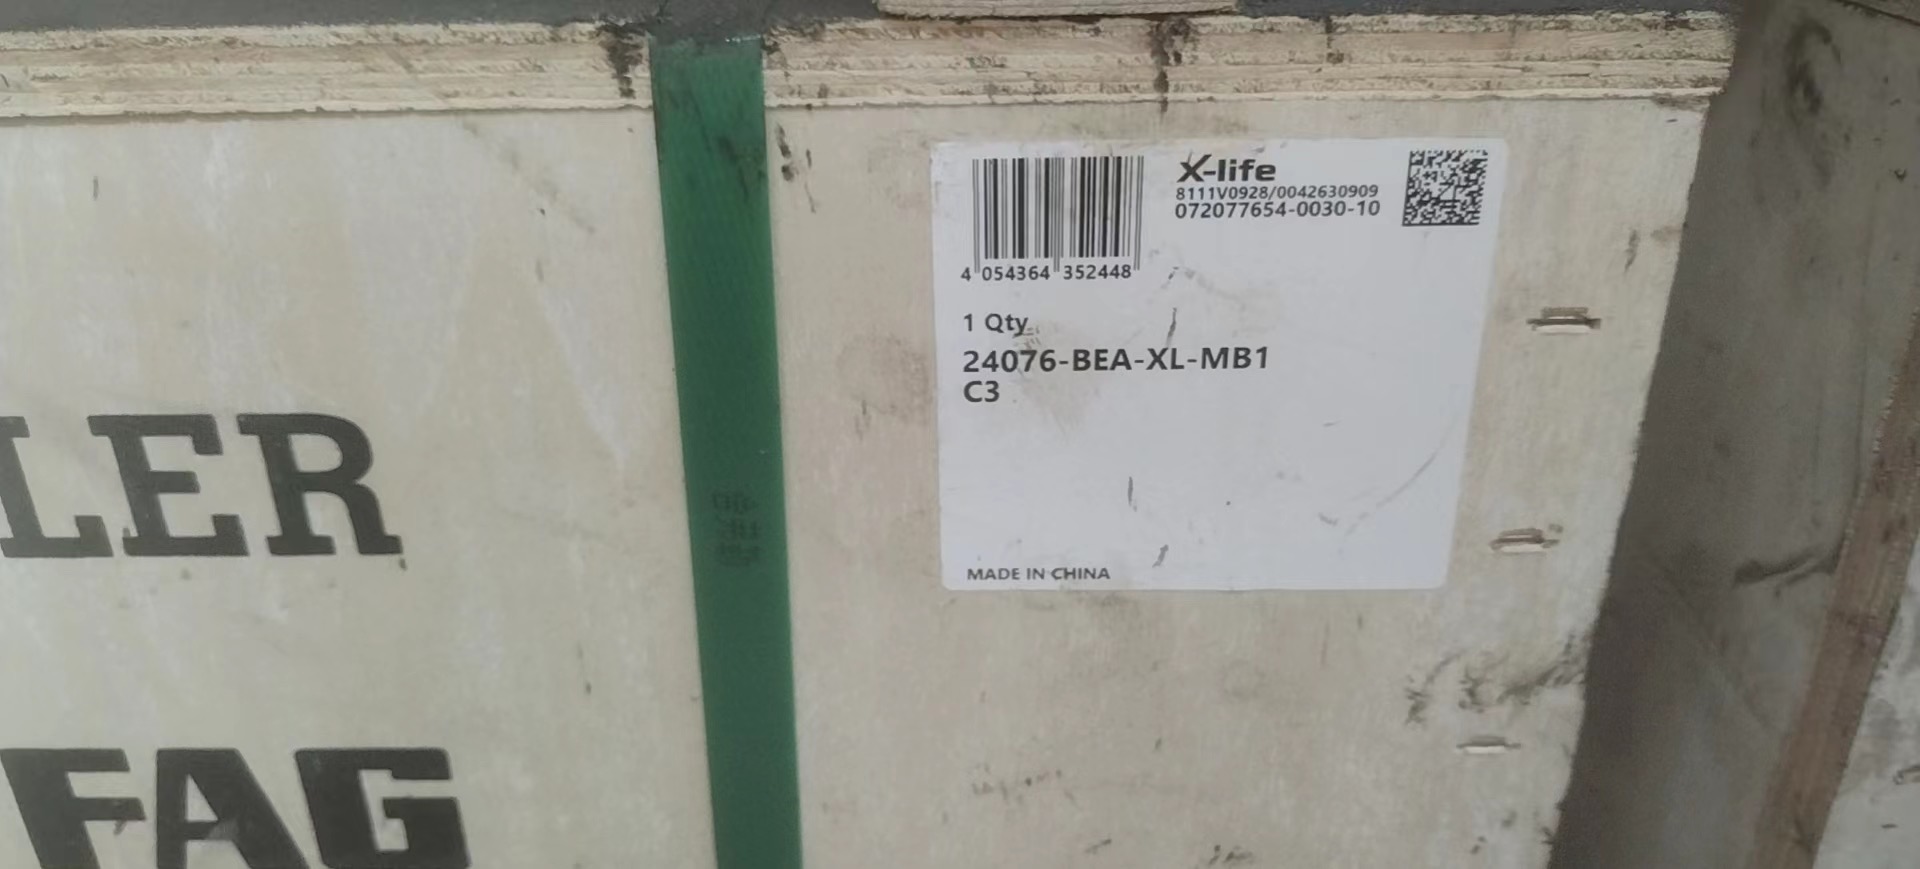 X-life
8111V0928/0042630909
072077654-0030-10
4 054364 352448
1 Qty.
24076-BEA-XL-MB1
C3
MADE IN CHINA
LER
FAG